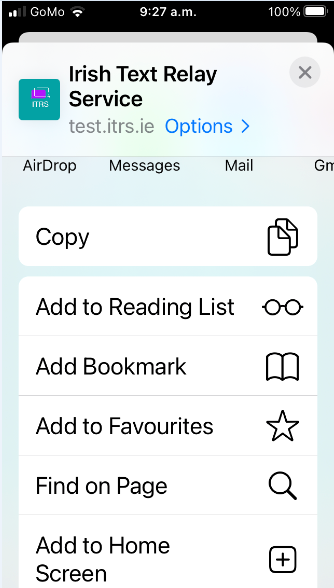 GoMo 9:27 a.m. 100%
Irish Text Relay
Service
ITRS
test.itrs.ie Options
AirDrop Messages Mail Gm
Copy
Add to Reading List
Add Bookmark
Add to Favourites
Find on Page
Add to Home
Screen